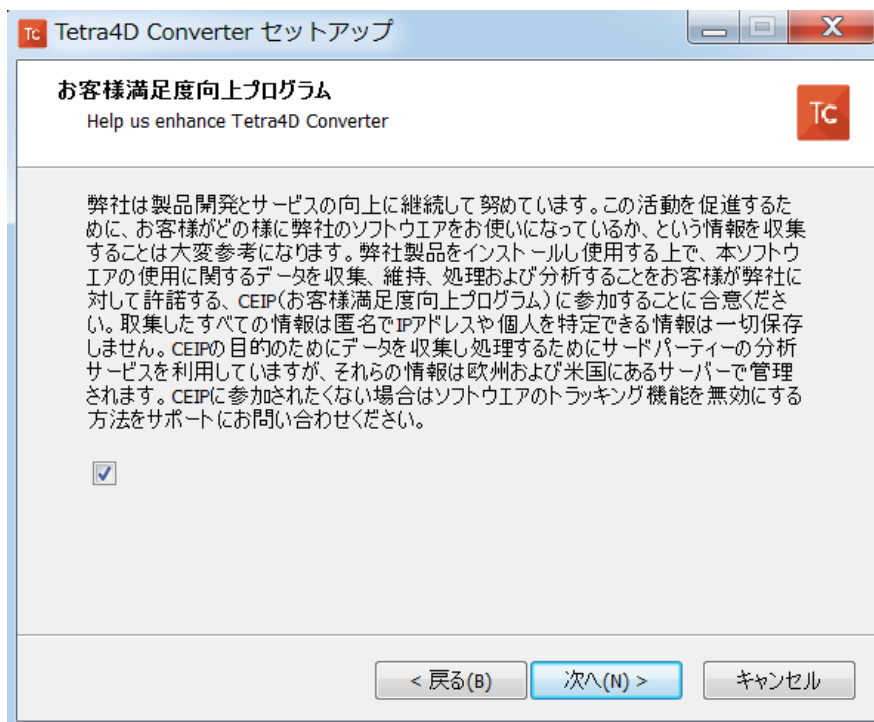 Tc Tetra4D Converter セットアップ
X
お客様満足度向上プログラム
Help us enhance Tetra4D Converter
Tc
弊社は製品開発とサービスの向上に継続して努めています。この活動を促進するた
めに、お客様がどの様に弊社のソフトウエアをお使いになっているか、という情報を収集
することは大変参考になります。弊社製品をインストールし使用する上で、本ソフトウ
エアの使用に関するデータを収集、維持、処理および分析することをお客様が弊社に
対して許諾する、CEIP(お客様満足度向上プログラム)に参加することに合意くださ
い。取集したすべての情報は匿名でIPアドレスや個人を特定できる情報は一切保存
しません。CEIPの目的のためにデータを収集し処理するためにサードパーティーの分析
サービスを利用していますが、それらの情報は欧州および米国にあるサーバーで管理
されます。CEIPに参加されたくない場合はソフトウエアのトラッキング機能を無効にする
方法をサポートにお問い合わせください。
< 戻る(B)
次へ(N) >
キャンセル